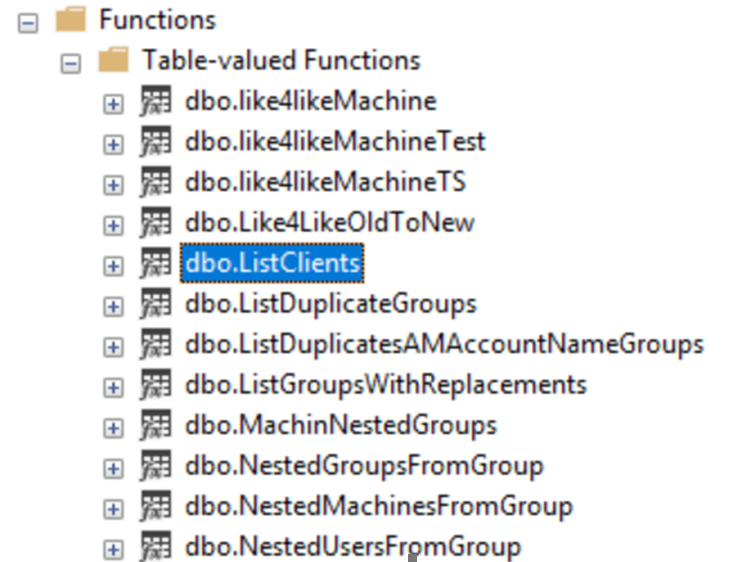 Functions
Table-valued Functions
dbo.like4likeMachine
dbo.like4likeMachineTest
dbo.like4likeMachineTS
dbo.Like4LikeOldToNew
dbo.ListClients
dbo.ListDuplicateGroups
dbo.ListDuplicatesAMAccountNameGroups
dbo.ListGroupsWithReplacements
dbo.MachinNestedGroups
dbo.NestedGroupsFromGroup
dbo.NestedMachinesFromGroup
dbo.NestedUsersFromGroup